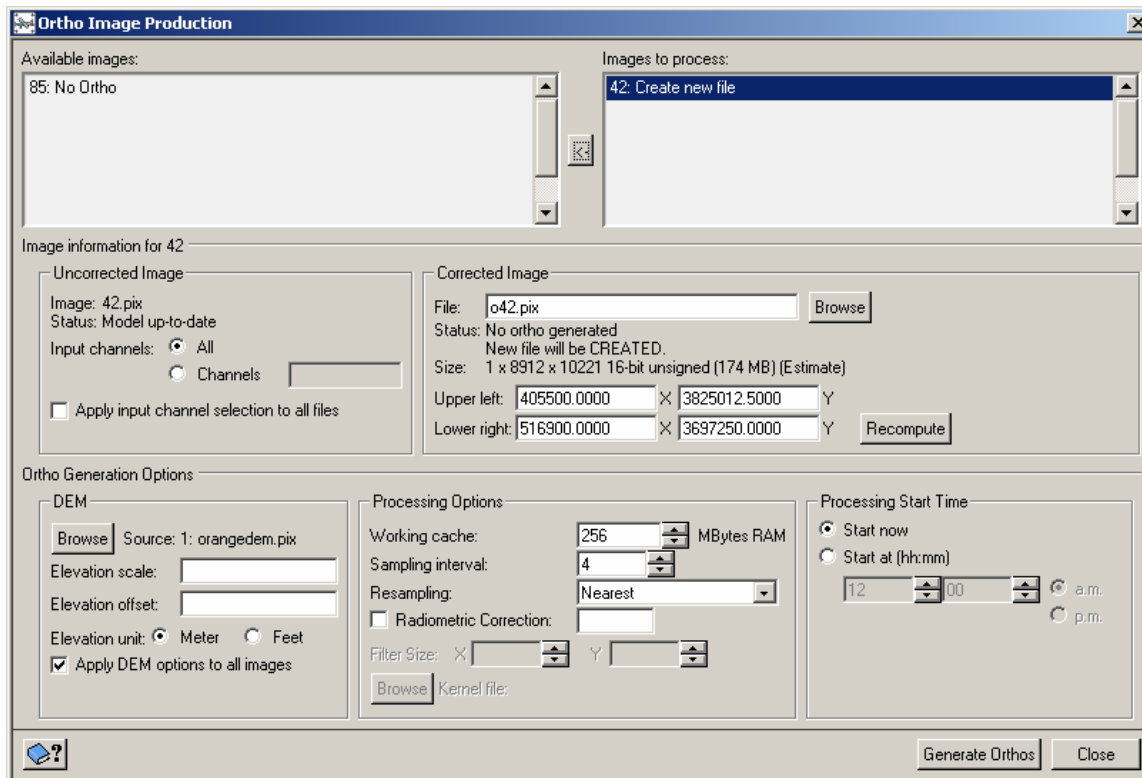 Ortho Image Production
Available images:
85: No Ortho
Images to process:
42: Create new file
Image information for 42
Uncorrected Image
Image: 42.pix
Status: Model up-to-date
Input channels: All
Channels
Apply input channel selection to all files
Corrected Image
File: o42.pix Browse
Status: No ortho generated
New file will be CREATED.
Size: 1 x 8912 x 10221 16-bit unsigned (174 MB) (Estimate)
Upper left: 405500.0000 X 3825012.5000 Y
Lower right: 516900.0000 X 3697250.0000 Y Recompute
Ortho Generation Options
DEM
Browse Source: 1: orangedem.pix
Elevation scale:
Elevation offset:
Elevation unit: Meter Feet
Apply DEM options to all images
Processing Options
Working cache: 256 MBytes RAM
Sampling interval: 4
Resampling: Nearest
Radiometric Correction:
Filter Size: X Y
Browse Kernel file:
Processing Start Time
Start now
Start at (hh:mm)
12 00 a.m.
p.m.
Generate Orthos Close